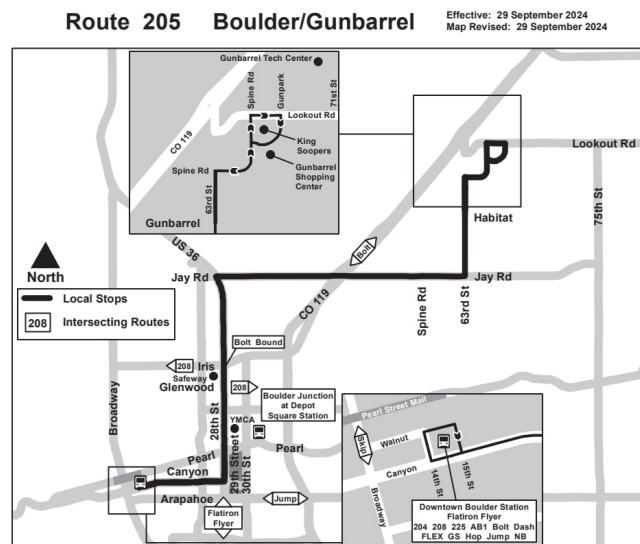 Route 205 Boulder/Gunbarrel
Effective: 29 September 2024
Map Revised: 29 September 2024
Gunbarrel Tech Center
Spine Rd
Gunpark
71st St
CO 119
Lookout Rd
King
Soopers
Spine Rd
Gunbarrel
Shopping
Center
63rd St
Gunbarrel
Lookout Rd
Habitat
75th St
US 36
North
Bolt
Jay Rd
Jay Rd
CO 119
Spine Rd
63rd St
Local Stops
208 Intersecting Routes
Bolt Bound
208 Iris
Safeway
Glenwood
208
Boulder Junction
at Depot
Square Station
Broadway
28th St
YMCA
29th Street
30th St
Pearl
Pearl
Canyon
Arapahoe
Jump
Flatiron
Flyer
Pearl Street Mall
Skip
Walnut
Canyon
Broadway
14th St
15th St
Downtown Boulder Station
Flatiron Flyer
204 208 225 AB1 Bolt Dash
FLEX GS Hop Jump NB